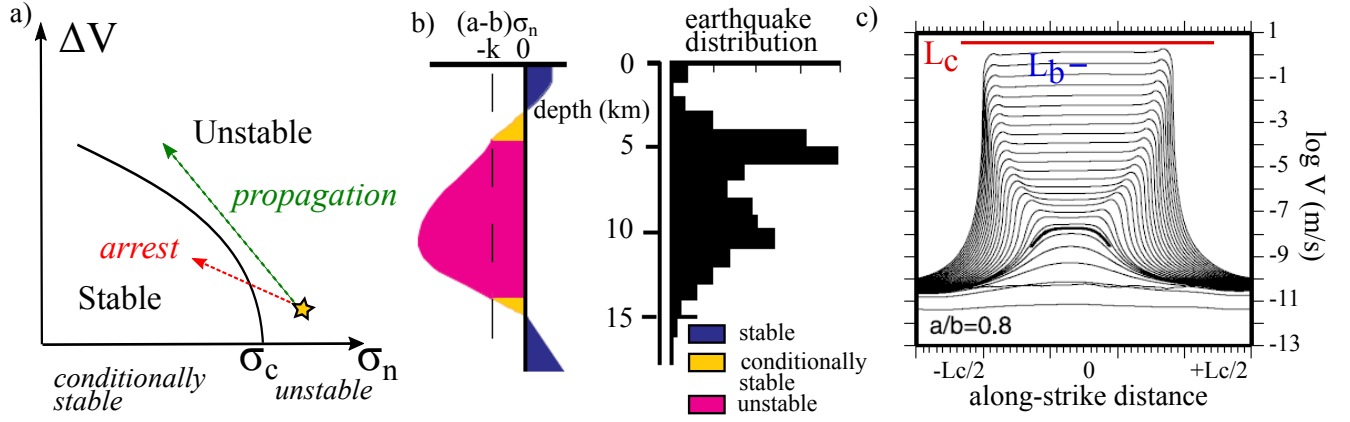 a)
ΔV
Unstable
propagation
arrest
Stable
σc
σn
conditionally
stable
unstable
b)
(a-b)σn
-k 0
earthquake
distribution
depth (km)
0
5
10
15
stable
conditionally
stable
unstable
c)
Lc
Lb
1
-1
-3
-5
-7
-9
-11
-13
log V (m/s)
a/b=0.8
-Lc/2 0 +Lc/2
along-strike distance